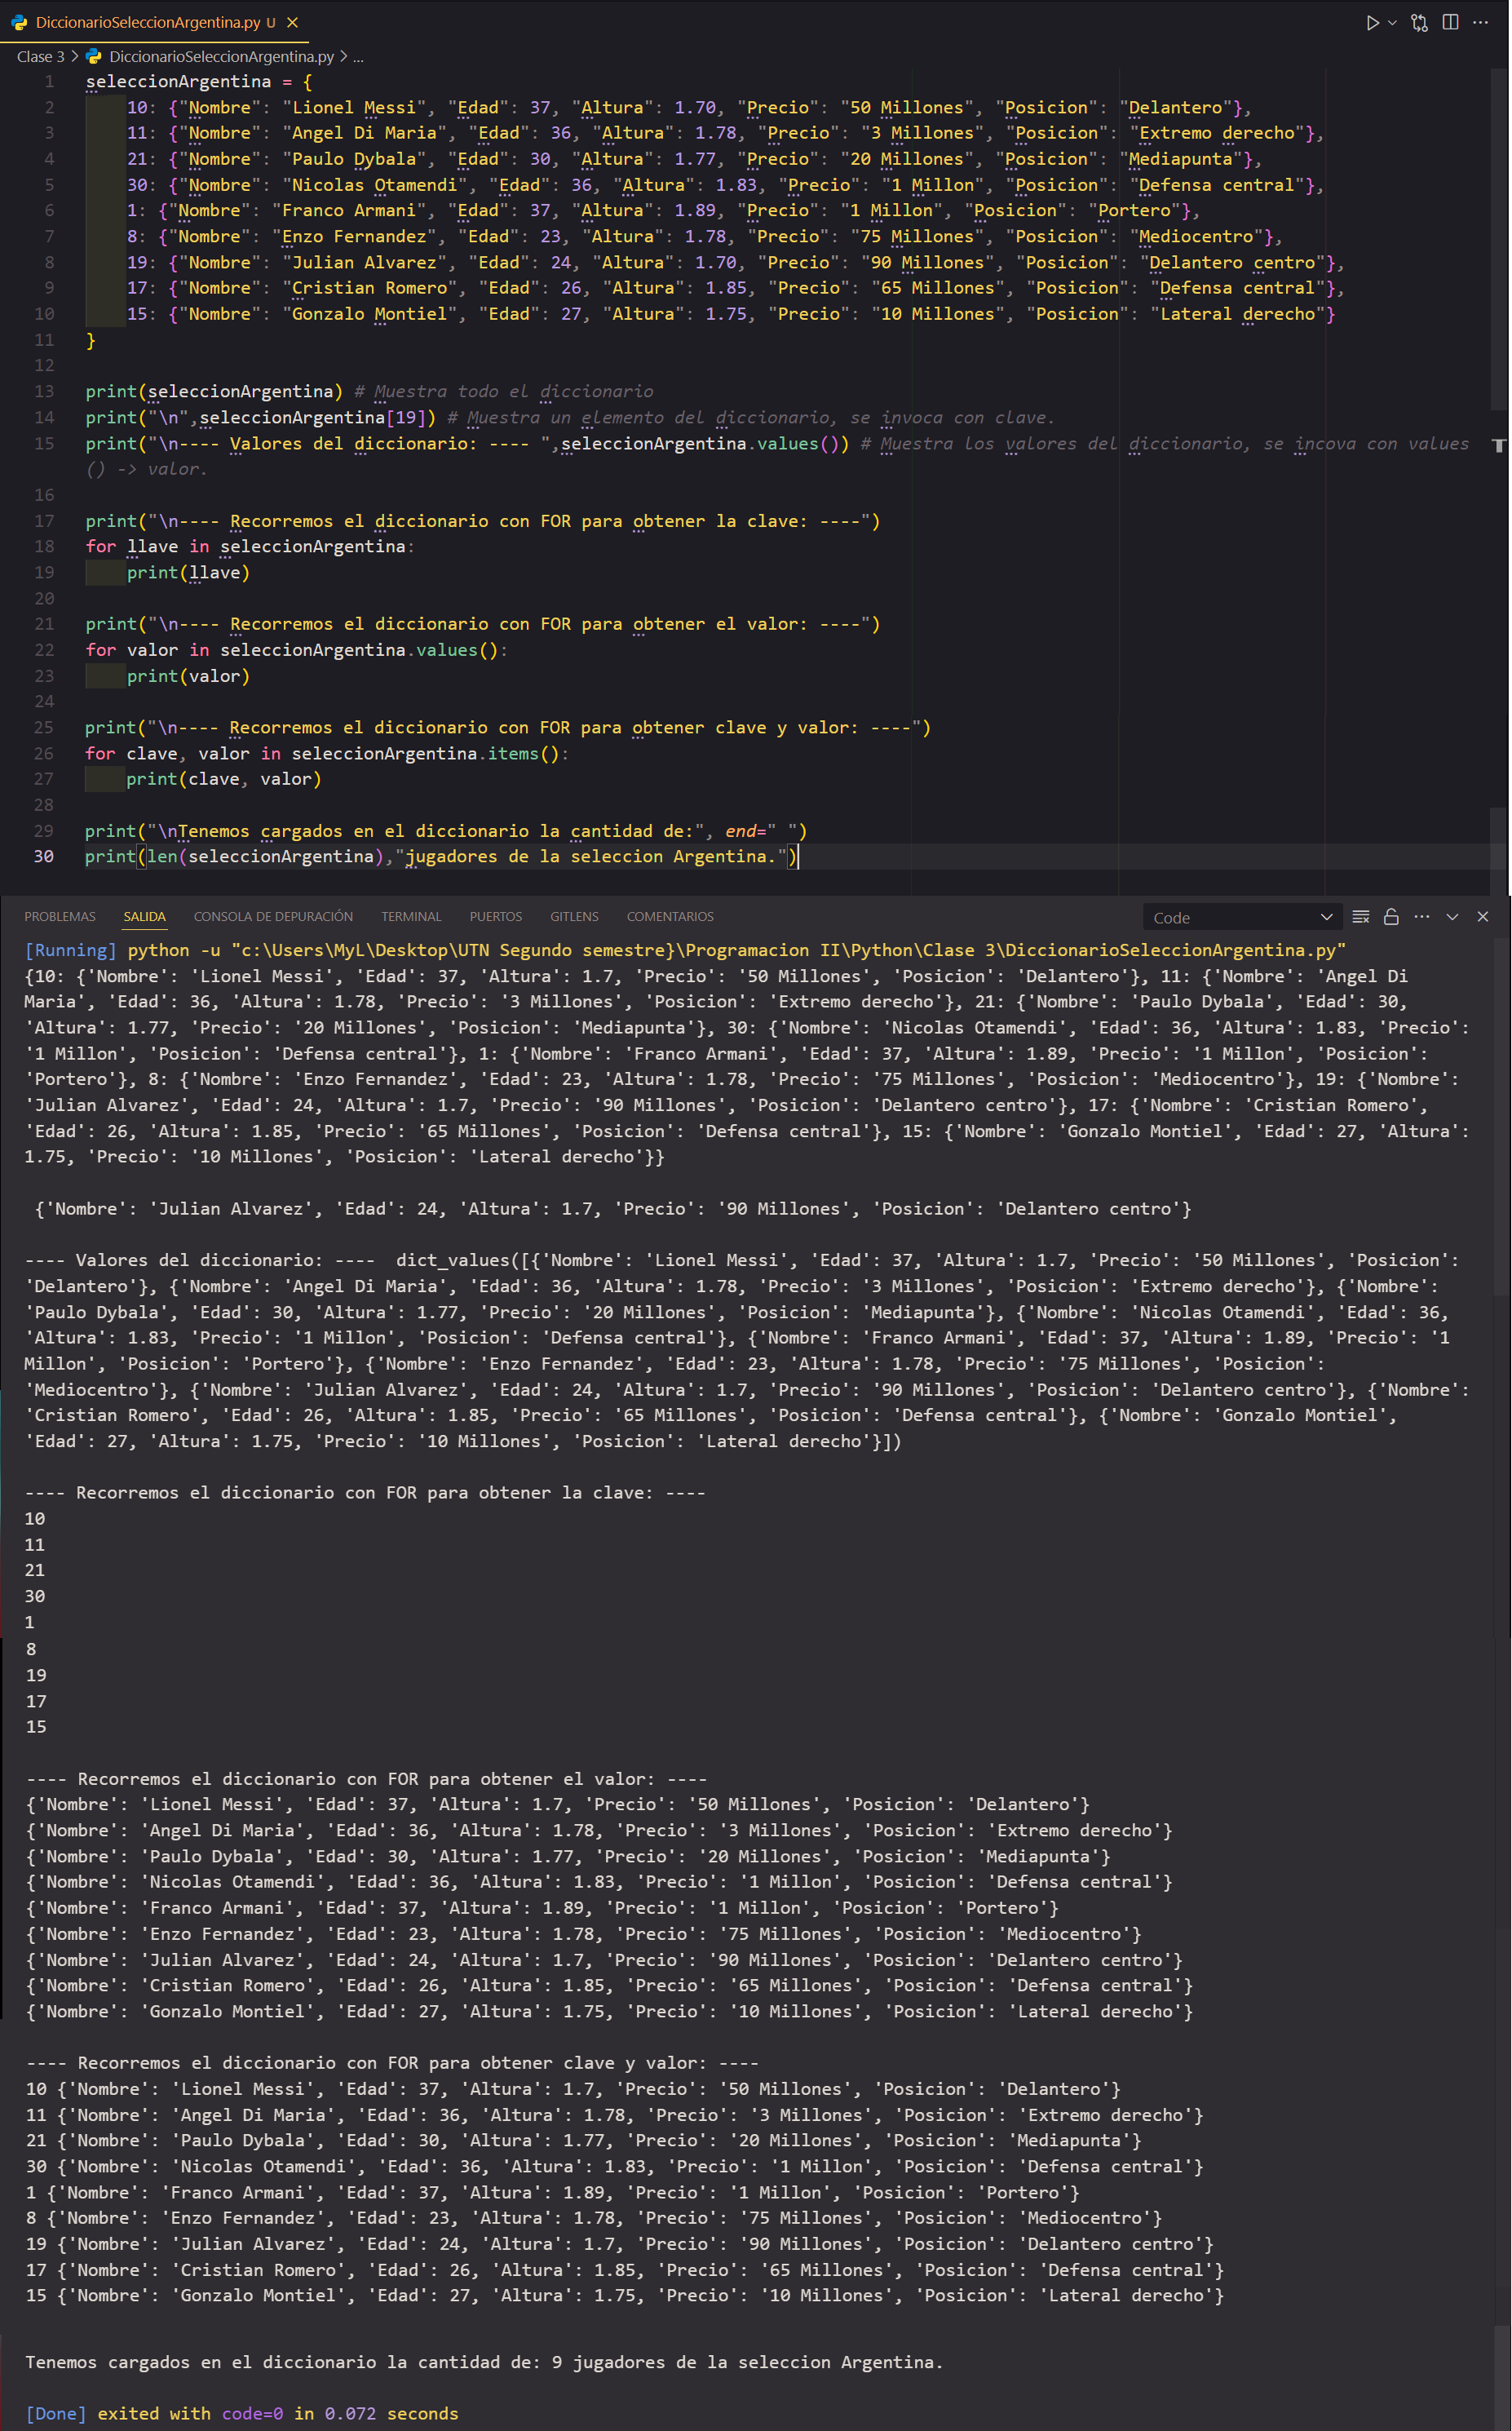 DiccionarioSeleccionArgentina.py U
Clase 3 > DiccionarioSeleccionArgentina.py > ...
1 seleccionArgentina = {
2     10: {"Nombre": "Lionel Messi", "Edad": 37, "Altura": 1.70, "Precio": "50 Millones", "Posicion": "Delantero"},
3     11: {"Nombre": "Angel Di Maria", "Edad": 36, "Altura": 1.78, "Precio": "3 Millones", "Posicion": "Extremo derecho"},
4     21: {"Nombre": "Paulo Dybala", "Edad": 30, "Altura": 1.77, "Precio": "20 Millones", "Posicion": "Mediapunta"},
5     30: {"Nombre": "Nicolas Otamendi", "Edad": 36, "Altura": 1.83, "Precio": "1 Millon", "Posicion": "Defensa central"},
6     1: {"Nombre": "Franco Armani", "Edad": 37, "Altura": 1.89, "Precio": "1 Millon", "Posicion": "Portero"},
7     8: {"Nombre": "Enzo Fernandez", "Edad": 23, "Altura": 1.78, "Precio": "75 Millones", "Posicion": "Mediocentro"},
8     19: {"Nombre": "Julian Alvarez", "Edad": 24, "Altura": 1.70, "Precio": "90 Millones", "Posicion": "Delantero centro"},
9     17: {"Nombre": "Cristian Romero", "Edad": 26, "Altura": 1.85, "Precio": "65 Millones", "Posicion": "Defensa central"},
10     15: {"Nombre": "Gonzalo Montiel", "Edad": 27, "Altura": 1.75, "Precio": "10 Millones", "Posicion": "Lateral derecho"}
11 }
12
13 print(seleccionArgentina) # Muestra todo el diccionario
14 print("\n",seleccionArgentina[19]) # Muestra un elemento del diccionario, se invoca con clave.
15 print("\n---- Valores del diccionario: ---- ",seleccionArgentina.values()) # Muestra los valores del diccionario, se incova con values
() -> valor.
16
17 print("\n---- Recorremos el diccionario con FOR para obtener la clave: ----")
18 for llave in seleccionArgentina:
19     print(llave)
20
21 print("\n---- Recorremos el diccionario con FOR para obtener el valor: ----")
22 for valor in seleccionArgentina.values():
23     print(valor)
24
25 print("\n---- Recorremos el diccionario con FOR para obtener clave y valor: ----")
26 for clave, valor in seleccionArgentina.items():
27     print(clave, valor)
28
29 print("\nTenemos cargados en el diccionario la cantidad de:", end=" ")
30 print(len(seleccionArgentina),"jugadores de la seleccion Argentina.")
PROBLEMAS SALIDA CONSOLA DE DEPURACIÓN TERMINAL PUERTOS GITLENS COMENTARIOS Code
[Running] python -u "c:\Users\MyL\Desktop\UTN Segundo semestre}\Programacion II\Python\Clase 3\DiccionarioSeleccionArgentina.py"
{10: {'Nombre': 'Lionel Messi', 'Edad': 37, 'Altura': 1.7, 'Precio': '50 Millones', 'Posicion': 'Delantero'}, 11: {'Nombre': 'Angel Di
Maria', 'Edad': 36, 'Altura': 1.78, 'Precio': '3 Millones', 'Posicion': 'Extremo derecho'}, 21: {'Nombre': 'Paulo Dybala', 'Edad': 30,
'Altura': 1.77, 'Precio': '20 Millones', 'Posicion': 'Mediapunta'}, 30: {'Nombre': 'Nicolas Otamendi', 'Edad': 36, 'Altura': 1.83, 'Precio':
'1 Millon', 'Posicion': 'Defensa central'}, 1: {'Nombre': 'Franco Armani', 'Edad': 37, 'Altura': 1.89, 'Precio': '1 Millon', 'Posicion':
'Portero'}, 8: {'Nombre': 'Enzo Fernandez', 'Edad': 23, 'Altura': 1.78, 'Precio': '75 Millones', 'Posicion': 'Mediocentro'}, 19: {'Nombre':
'Julian Alvarez', 'Edad': 24, 'Altura': 1.7, 'Precio': '90 Millones', 'Posicion': 'Delantero centro'}, 17: {'Nombre': 'Cristian Romero',
'Edad': 26, 'Altura': 1.85, 'Precio': '65 Millones', 'Posicion': 'Defensa central'}, 15: {'Nombre': 'Gonzalo Montiel', 'Edad': 27, 'Altura':
1.75, 'Precio': '10 Millones', 'Posicion': 'Lateral derecho'}}

 {'Nombre': 'Julian Alvarez', 'Edad': 24, 'Altura': 1.7, 'Precio': '90 Millones', 'Posicion': 'Delantero centro'}

---- Valores del diccionario: ----  dict_values([{'Nombre': 'Lionel Messi', 'Edad': 37, 'Altura': 1.7, 'Precio': '50 Millones', 'Posicion':
'Delantero'}, {'Nombre': 'Angel Di Maria', 'Edad': 36, 'Altura': 1.78, 'Precio': '3 Millones', 'Posicion': 'Extremo derecho'}, {'Nombre':
'Paulo Dybala', 'Edad': 30, 'Altura': 1.77, 'Precio': '20 Millones', 'Posicion': 'Mediapunta'}, {'Nombre': 'Nicolas Otamendi', 'Edad': 36,
'Altura': 1.83, 'Precio': '1 Millon', 'Posicion': 'Defensa central'}, {'Nombre': 'Franco Armani', 'Edad': 37, 'Altura': 1.89, 'Precio': '1
Millon', 'Posicion': 'Portero'}, {'Nombre': 'Enzo Fernandez', 'Edad': 23, 'Altura': 1.78, 'Precio': '75 Millones', 'Posicion':
'Mediocentro'}, {'Nombre': 'Julian Alvarez', 'Edad': 24, 'Altura': 1.7, 'Precio': '90 Millones', 'Posicion': 'Delantero centro'}, {'Nombre':
'Cristian Romero', 'Edad': 26, 'Altura': 1.85, 'Precio': '65 Millones', 'Posicion': 'Defensa central'}, {'Nombre': 'Gonzalo Montiel',
'Edad': 27, 'Altura': 1.75, 'Precio': '10 Millones', 'Posicion': 'Lateral derecho'}])

---- Recorremos el diccionario con FOR para obtener la clave: ----
10
11
21
30
1
8
19
17
15

---- Recorremos el diccionario con FOR para obtener el valor: ----
{'Nombre': 'Lionel Messi', 'Edad': 37, 'Altura': 1.7, 'Precio': '50 Millones', 'Posicion': 'Delantero'}
{'Nombre': 'Angel Di Maria', 'Edad': 36, 'Altura': 1.78, 'Precio': '3 Millones', 'Posicion': 'Extremo derecho'}
{'Nombre': 'Paulo Dybala', 'Edad': 30, 'Altura': 1.77, 'Precio': '20 Millones', 'Posicion': 'Mediapunta'}
{'Nombre': 'Nicolas Otamendi', 'Edad': 36, 'Altura': 1.83, 'Precio': '1 Millon', 'Posicion': 'Defensa central'}
{'Nombre': 'Franco Armani', 'Edad': 37, 'Altura': 1.89, 'Precio': '1 Millon', 'Posicion': 'Portero'}
{'Nombre': 'Enzo Fernandez', 'Edad': 23, 'Altura': 1.78, 'Precio': '75 Millones', 'Posicion': 'Mediocentro'}
{'Nombre': 'Julian Alvarez', 'Edad': 24, 'Altura': 1.7, 'Precio': '90 Millones', 'Posicion': 'Delantero centro'}
{'Nombre': 'Cristian Romero', 'Edad': 26, 'Altura': 1.85, 'Precio': '65 Millones', 'Posicion': 'Defensa central'}
{'Nombre': 'Gonzalo Montiel', 'Edad': 27, 'Altura': 1.75, 'Precio': '10 Millones', 'Posicion': 'Lateral derecho'}

---- Recorremos el diccionario con FOR para obtener clave y valor: ----
10 {'Nombre': 'Lionel Messi', 'Edad': 37, 'Altura': 1.7, 'Precio': '50 Millones', 'Posicion': 'Delantero'}
11 {'Nombre': 'Angel Di Maria', 'Edad': 36, 'Altura': 1.78, 'Precio': '3 Millones', 'Posicion': 'Extremo derecho'}
21 {'Nombre': 'Paulo Dybala', 'Edad': 30, 'Altura': 1.77, 'Precio': '20 Millones', 'Posicion': 'Mediapunta'}
30 {'Nombre': 'Nicolas Otamendi', 'Edad': 36, 'Altura': 1.83, 'Precio': '1 Millon', 'Posicion': 'Defensa central'}
1 {'Nombre': 'Franco Armani', 'Edad': 37, 'Altura': 1.89, 'Precio': '1 Millon', 'Posicion': 'Portero'}
8 {'Nombre': 'Enzo Fernandez', 'Edad': 23, 'Altura': 1.78, 'Precio': '75 Millones', 'Posicion': 'Mediocentro'}
19 {'Nombre': 'Julian Alvarez', 'Edad': 24, 'Altura': 1.7, 'Precio': '90 Millones', 'Posicion': 'Delantero centro'}
17 {'Nombre': 'Cristian Romero', 'Edad': 26, 'Altura': 1.85, 'Precio': '65 Millones', 'Posicion': 'Defensa central'}
15 {'Nombre': 'Gonzalo Montiel', 'Edad': 27, 'Altura': 1.75, 'Precio': '10 Millones', 'Posicion': 'Lateral derecho'}

Tenemos cargados en el diccionario la cantidad de: 9 jugadores de la seleccion Argentina.

[Done] exited with code=0 in 0.072 seconds